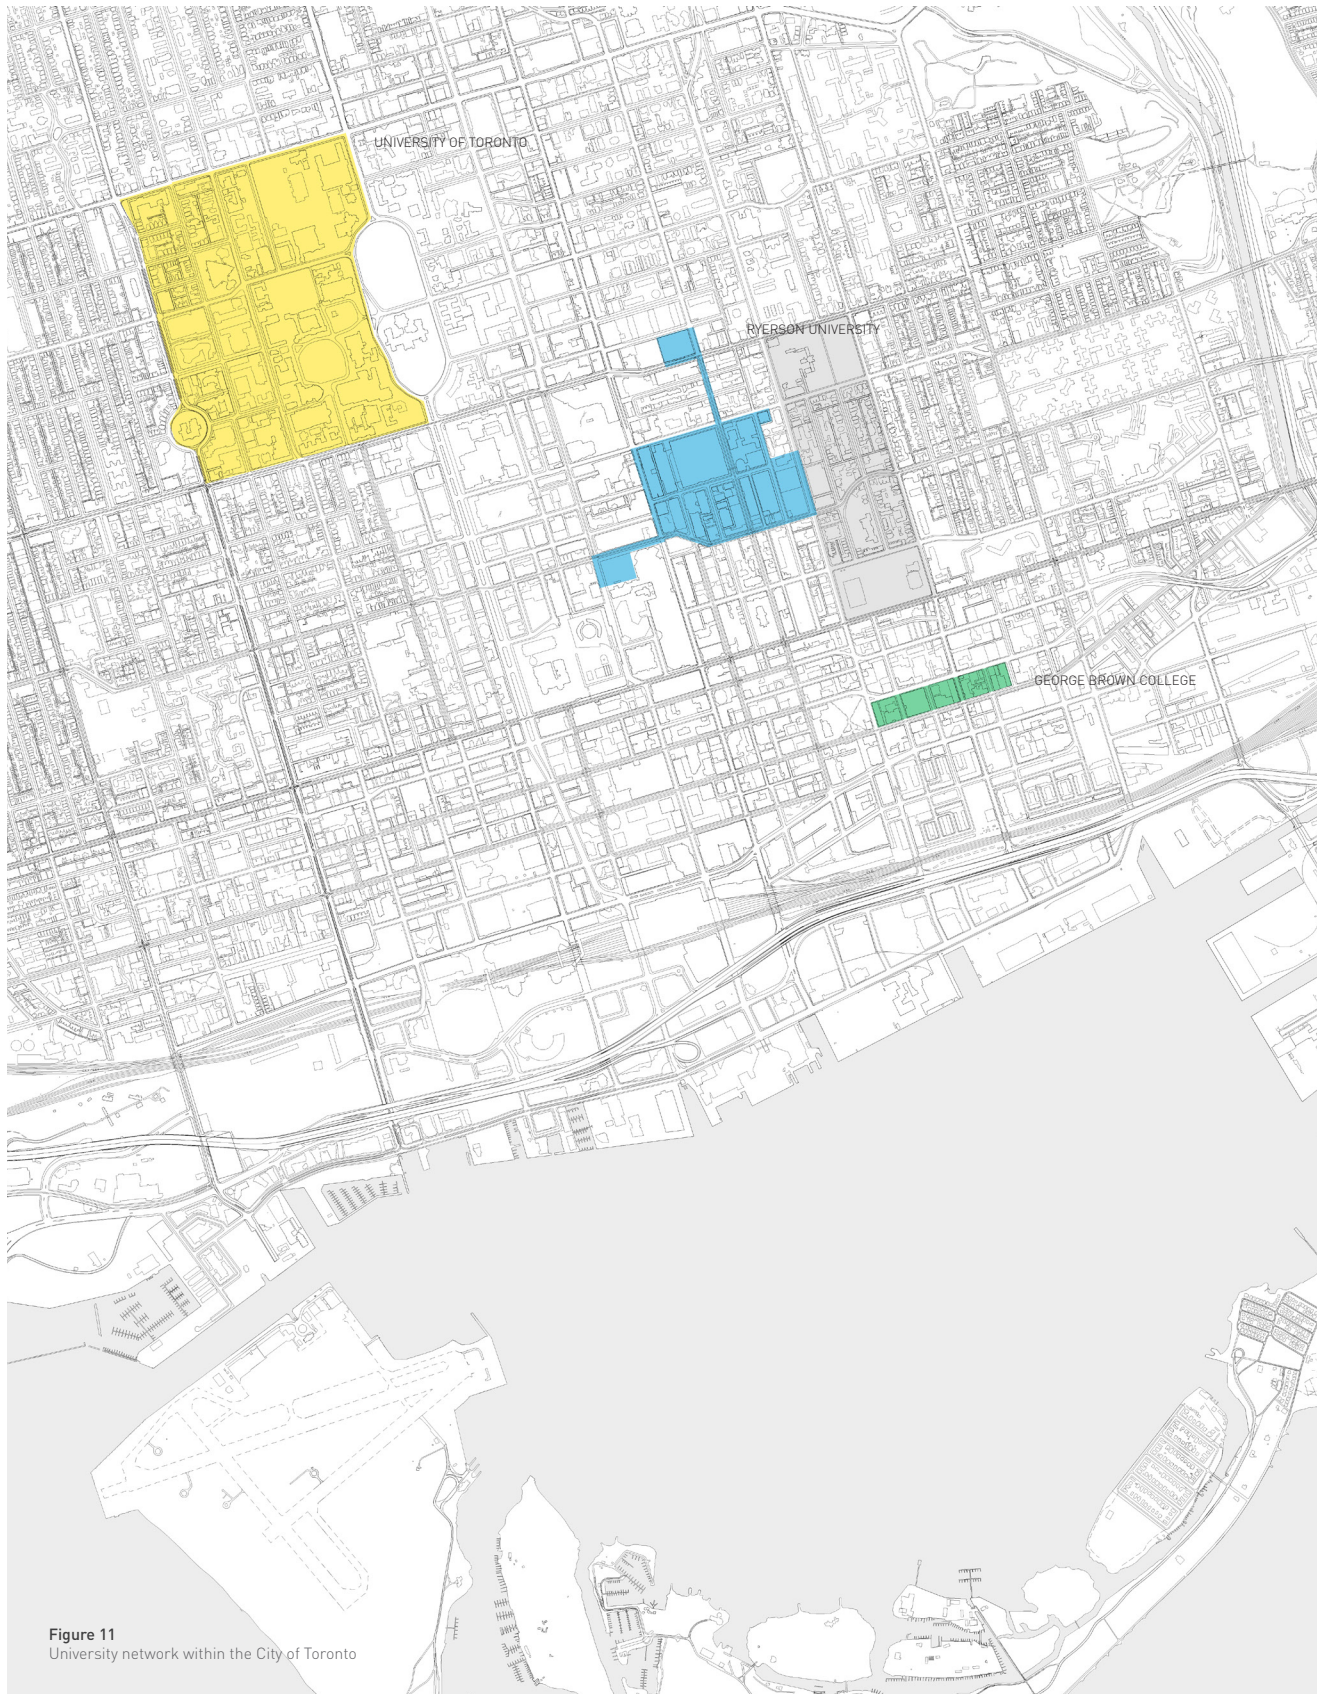 UNIVERSITY OF TORONTO
RYERSON UNIVERSITY
GEORGE BROWN COLLEGE
Figure 11
University network within the City of Toronto